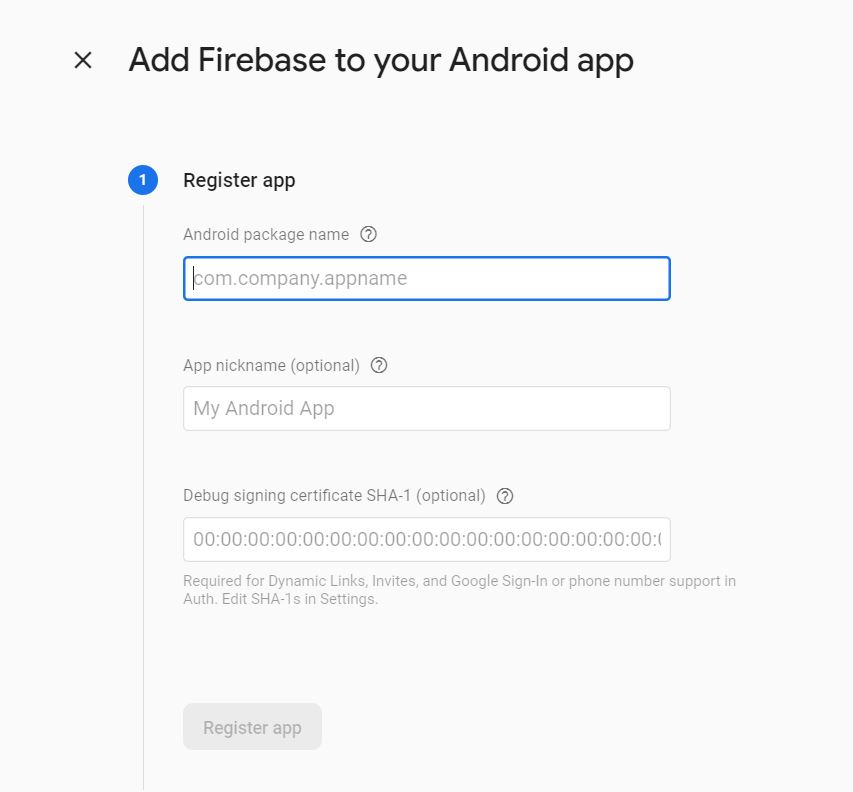 Add Firebase to your Android app
1 Register app
Android package name ?
com.company.appname
App nickname (optional) ?
My Android App
Debug signing certificate SHA-1 (optional) ?
00:00:00:00:00:00:00:00:00:00:00:00:00:00:00:00:00:
Required for Dynamic Links, Invites, and Google Sign-In or phone number support in
Auth. Edit SHA-1s in Settings.
Register app